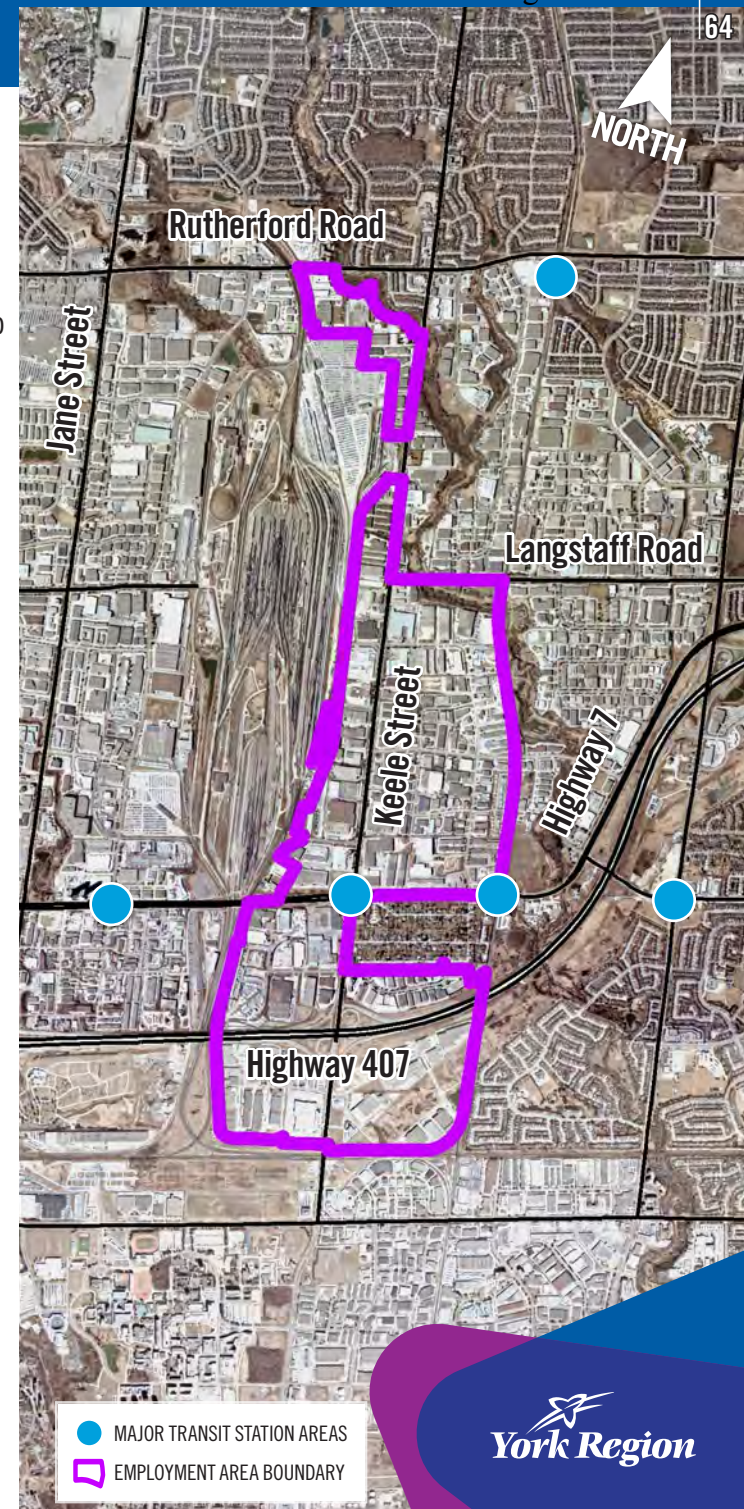 64
NORTH
Rutherford Road
Jane Street
Langstaff Road
Keele Street
Highway 7
Highway 407
MAJOR TRANSIT STATION AREAS
EMPLOYMENT AREA BOUNDARY
York Region